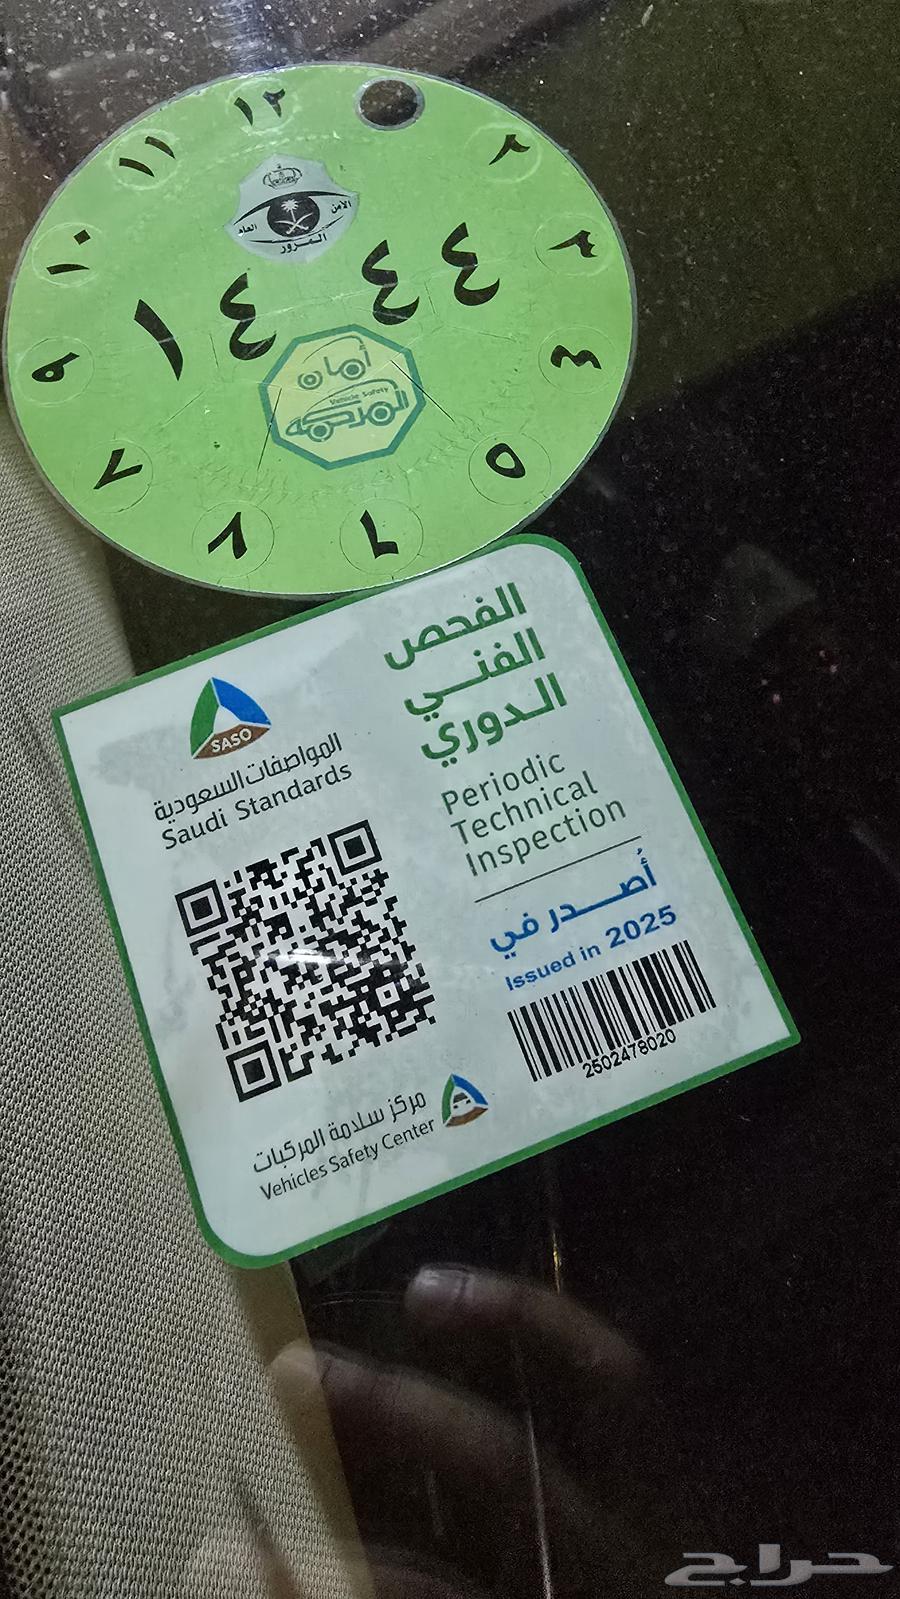 ١٢
١١
٢
١٠
٣
٩
٤
٨
٥
٧
٦
الأمن العام
المرور
١٤٤٤
أمان
Vehicle Safety
المركبة
الفحص
الفني
الدوري
Periodic
Technical
Inspection
SASO
المواصفات السعودية
Saudi Standards
أُصدر في
Issued in 2025
2502478020
مركز سلامة المركبات
Vehicles Safety Center
حراج